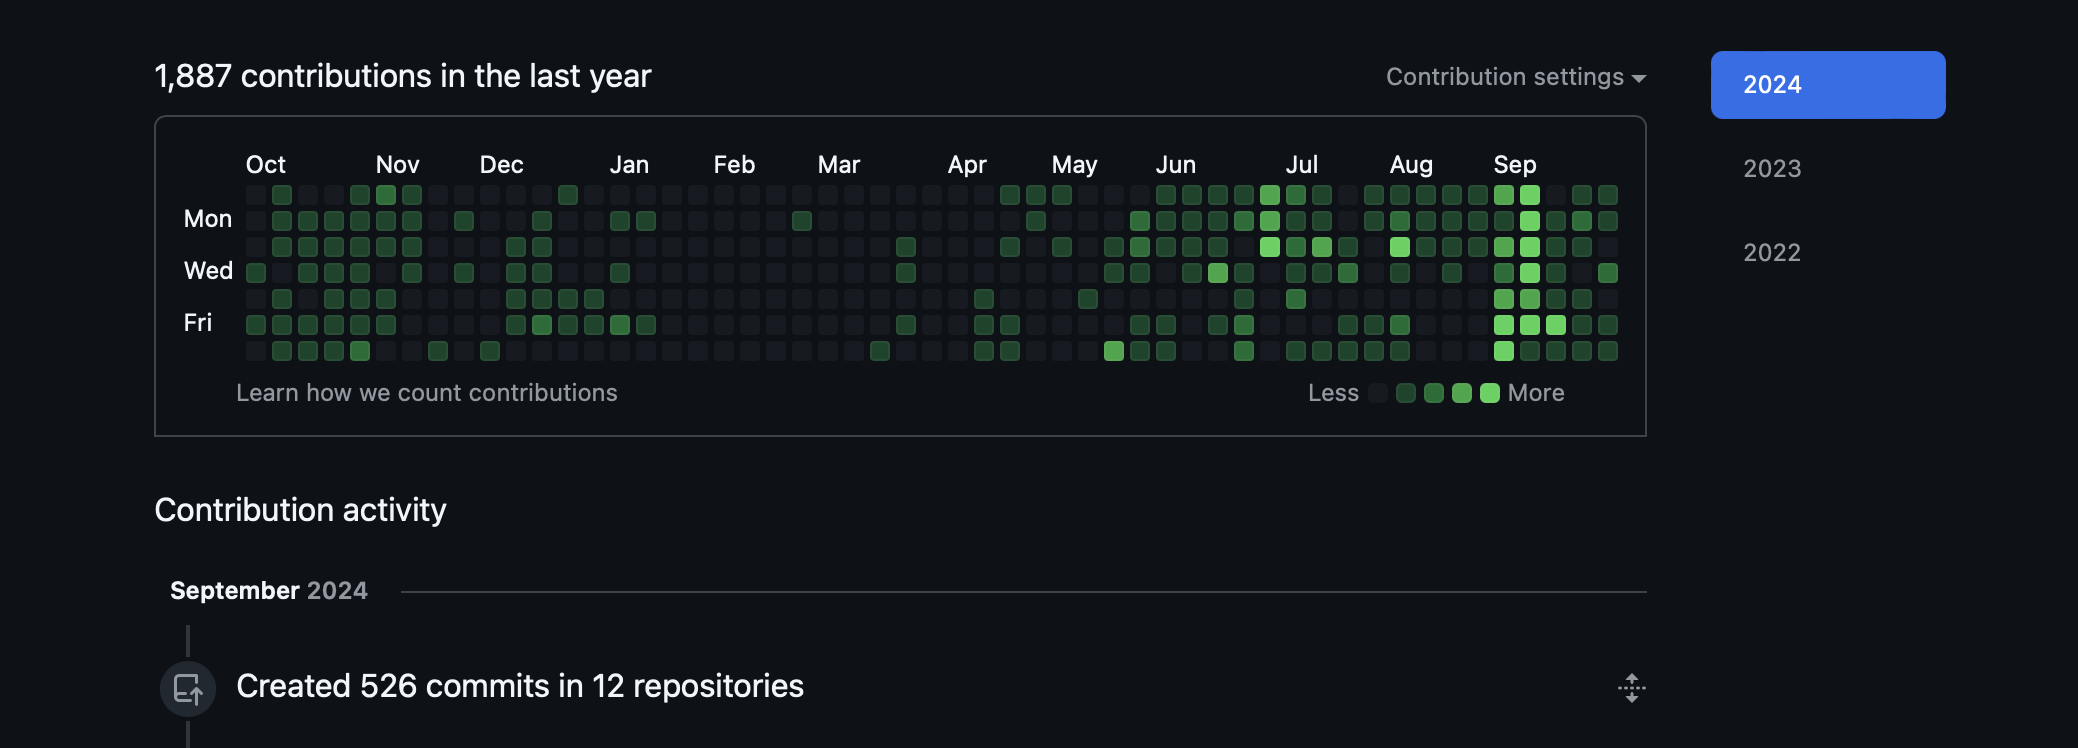 1,887 contributions in the last year
Contribution settings
2024
2023
2022
Oct Nov Dec Jan Feb Mar Apr May Jun Jul Aug Sep
Mon
Wed
Fri
Learn how we count contributions
Less More
Contribution activity
September 2024
Created 526 commits in 12 repositories